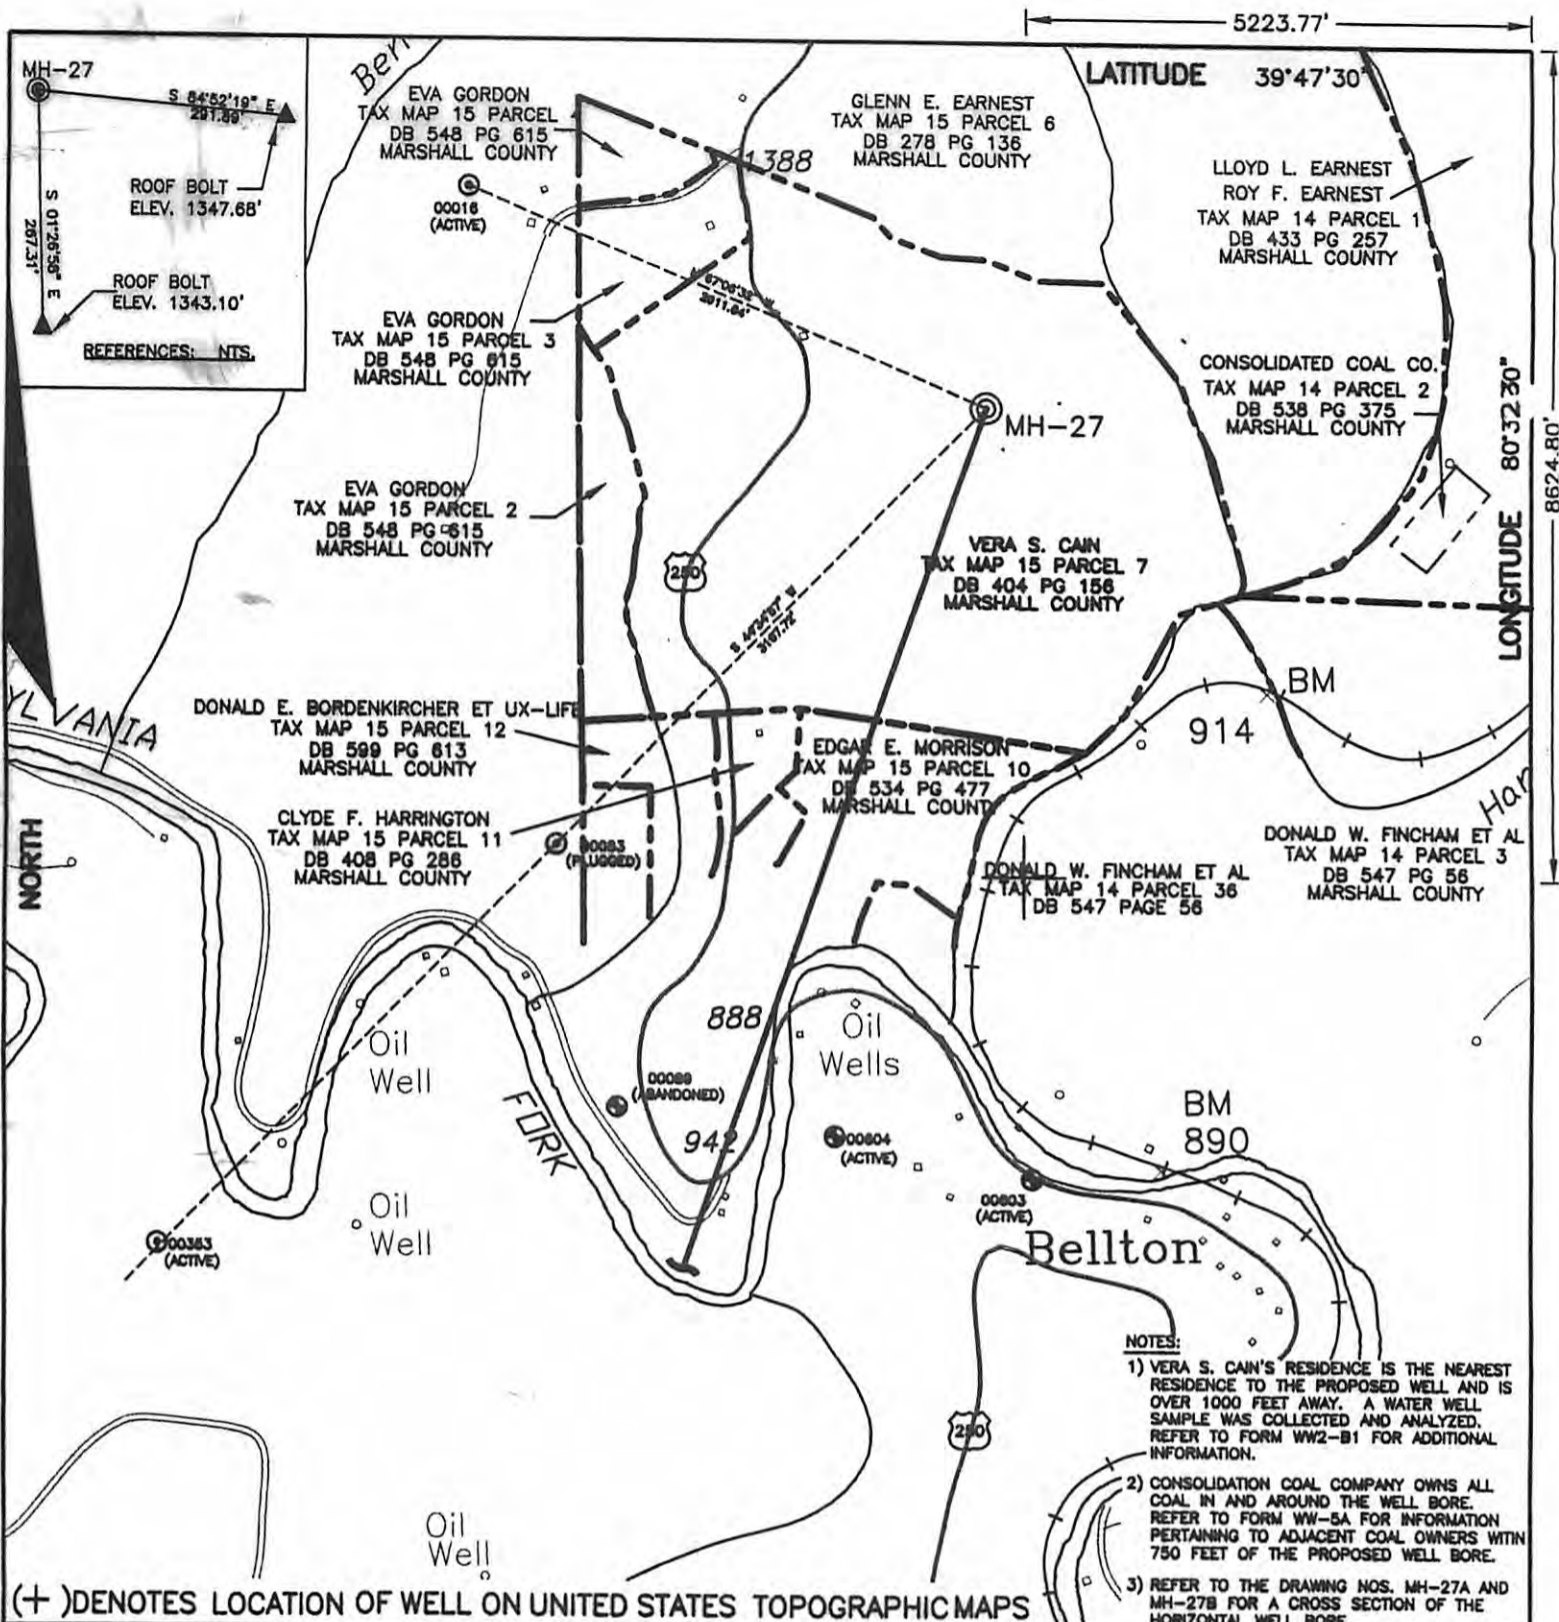 5223.77'
MH-27
S 84°52'19" E
291.89'
ROOF BOLT
ELEV. 1347.68'
S 01°26'58" E
267.31'
ROOF BOLT
ELEV. 1343.10'
REFERENCES: NTS.
EVA GORDON
TAX MAP 15 PARCEL
DB 548 PG 615
MARSHALL COUNTY
00016
(ACTIVE)
1388
GLENN E. EARNEST
TAX MAP 15 PARCEL 6
DB 278 PG 136
MARSHALL COUNTY
LATITUDE 39°47'30"
LLOYD L. EARNEST
ROY F. EARNEST
TAX MAP 14 PARCEL 1
DB 433 PG 257
MARSHALL COUNTY
EVA GORDON
TAX MAP 15 PARCEL 3
DB 548 PG 615
MARSHALL COUNTY
CONSOLIDATED COAL CO.
TAX MAP 14 PARCEL 2
DB 538 PG 375
MARSHALL COUNTY
MH-27
LONGITUDE 80°32'30"
8624.80'
EVA GORDON
TAX MAP 15 PARCEL 2
DB 548 PG 615
MARSHALL COUNTY
250
VERA S. CAIN
TAX MAP 15 PARCEL 7
DB 404 PG 156
MARSHALL COUNTY
3167.72'
YLVANIA
DONALD E. BORDENKIRCHER ET UX-LIFE
TAX MAP 15 PARCEL 12
DB 599 PG 613
MARSHALL COUNTY
BM
914
EDGAR E. MORRISON
TAX MAP 15 PARCEL 10
DB 534 PG 477
MARSHALL COUNTY
CLYDE F. HARRINGTON
TAX MAP 15 PARCEL 11
DB 408 PG 286
MARSHALL COUNTY
(PLUGGED)
NORTH
DONALD W. FINCHAM ET AL
TAX MAP 14 PARCEL 36
DB 547 PAGE 56
DONALD W. FINCHAM ET AL
TAX MAP 14 PARCEL 3
DB 547 PG 56
MARSHALL COUNTY
888
Oil
Wells
Oil
Well
00089
(ABANDONED)
FORK
942
00604
(ACTIVE)
BM
890
00603
(ACTIVE)
Oil
Well
00353
(ACTIVE)
Bellton
250
NOTES:
1) VERA S. CAIN'S RESIDENCE IS THE NEAREST
RESIDENCE TO THE PROPOSED WELL AND IS
OVER 1000 FEET AWAY. A WATER WELL
SAMPLE WAS COLLECTED AND ANALYZED.
REFER TO FORM WW2-B1 FOR ADDITIONAL
INFORMATION.
2) CONSOLIDATION COAL COMPANY OWNS ALL
COAL IN AND AROUND THE WELL BORE.
REFER TO FORM WW-5A FOR INFORMATION
PERTAINING TO ADJACENT COAL OWNERS WITIN
750 FEET OF THE PROPOSED WELL BORE.
3) REFER TO THE DRAWING NOS. MH-27A AND
MH-27B FOR A CROSS SECTION OF THE
HORIZONTAL WELL BORE
Oil
Well
(+ )DENOTES LOCATION OF WELL ON UNITED STATES TOPOGRAPHIC MAPS